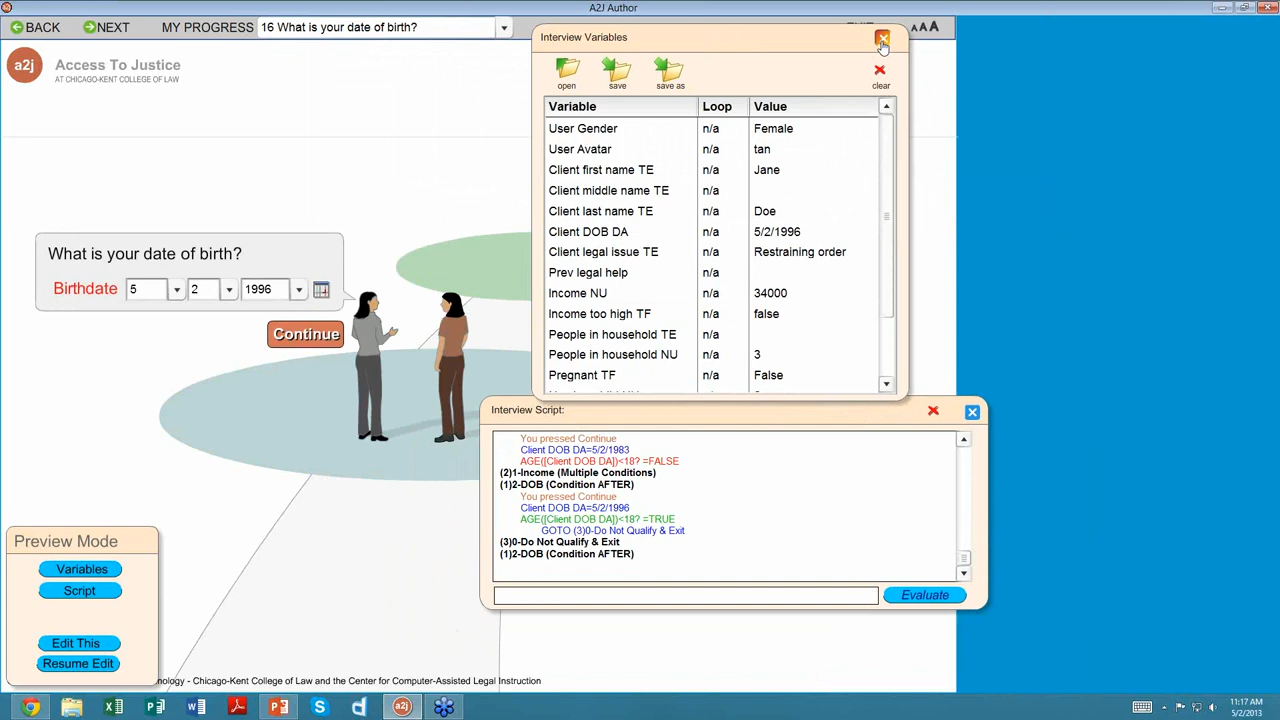 A2J Author
BACK
NEXT
MY PROGRESS
16 What is your date of birth?
AAA
a2j
Access To Justice
AT CHICAGO-KENT COLLEGE OF LAW
What is your date of birth?
Birthdate
5
2
1996
Continue
Interview Variables
open
save
save as
clear
Variable Loop Value
User Gender n/a Female
User Avatar n/a tan
Client first name TE n/a Jane
Client middle name TE n/a
Client last name TE n/a Doe
Client DOB DA n/a 5/2/1996
Client legal issue TE n/a Restraining order
Prev legal help n/a
Income NU n/a 34000
Income too high TF n/a false
People in household TE n/a
People in household NU n/a 3
Pregnant TF n/a False
Interview Script:
You pressed Continue
Client DOB DA=5/2/1983
AGE([Client DOB DA])<18? =FALSE
(2)1-Income (Multiple Conditions)
(1)2-DOB (Condition AFTER)
You pressed Continue
Client DOB DA=5/2/1996
AGE([Client DOB DA])<18? =TRUE
GOTO (3)0-Do Not Qualify & Exit
(3)0-Do Not Qualify & Exit
(1)2-DOB (Condition AFTER)
Evaluate
Preview Mode
Variables
Script
Edit This
Resume Edit
nology - Chicago-Kent College of Law and the Center for Computer-Assisted Legal Instruction
a2j
11:17 AM
5/2/2013